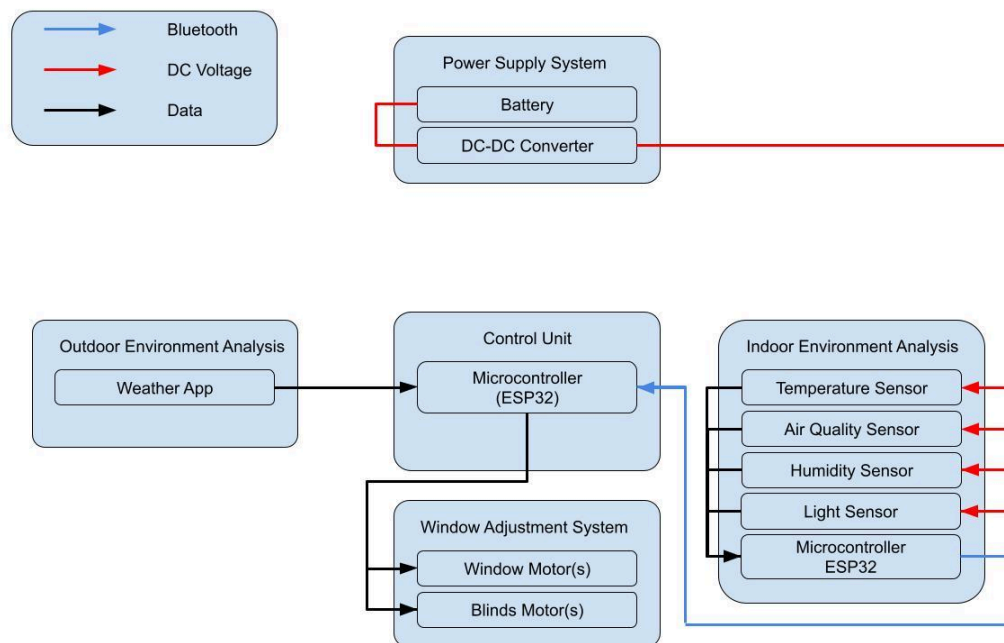 Bluetooth
DC Voltage
Data
Power Supply System
Battery
DC-DC Converter
Outdoor Environment Analysis
Weather App
Control Unit
Microcontroller
(ESP32)
Window Adjustment System
Window Motor(s)
Blinds Motor(s)
Indoor Environment Analysis
Temperature Sensor
Air Quality Sensor
Humidity Sensor
Light Sensor
Microcontroller
ESP32